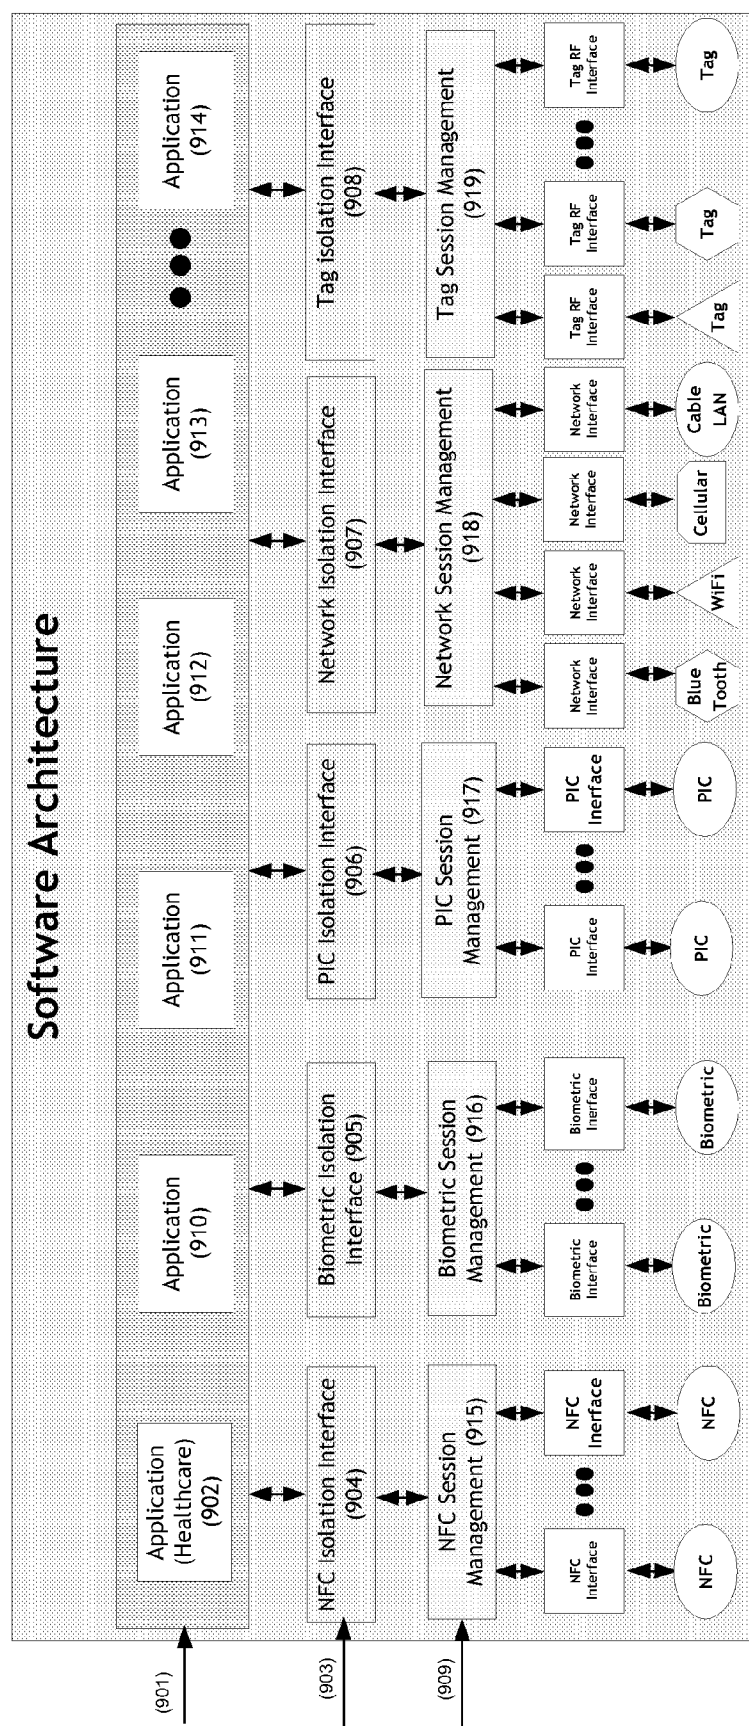 Software Architecture
(901)
Application
(Healthcare)
(902)
Application
(910)
Application
(911)
Application
(912)
Application
(913)
Application
(914)
(903)
NFC Isolation Interface
(904)
Biometric Isolation
Interface (905)
PIC Isolation Interface
(906)
Network Isolation Interface
(907)
Tag isolation Interface
(908)
(909)
NFC Session
Management (915)
Biometric Session
Management (916)
PIC Session
Management (917)
Network Session Management
(918)
Tag Session Management
(919)
NFC
Interface
NFC
Inerface
Biometric
Interface
Biometric
Inerface
PIC
Interface
PIC
Inerface
Network
Interface
Network
Interface
Network
Interface
Network
Interface
Tag RF
Interface
Tag RF
Interface
Tag RF
Interface
NFC
NFC
Biometric
Biometric
PIC
PIC
Blue
Tooth
WiFi
Cellular
Cable
LAN
Tag
Tag
Tag